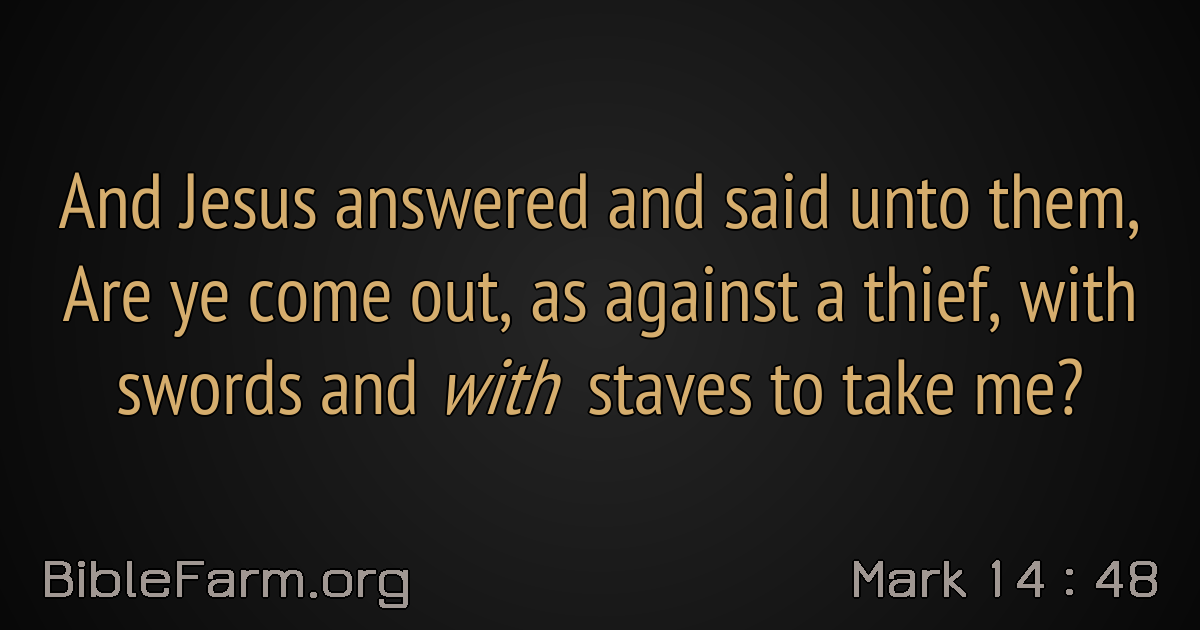 And Jesus answered and said unto them,
Are ye come out, as against a thief, with
swords and with staves to take me?
BibleFarm.org
Mark 14 : 48